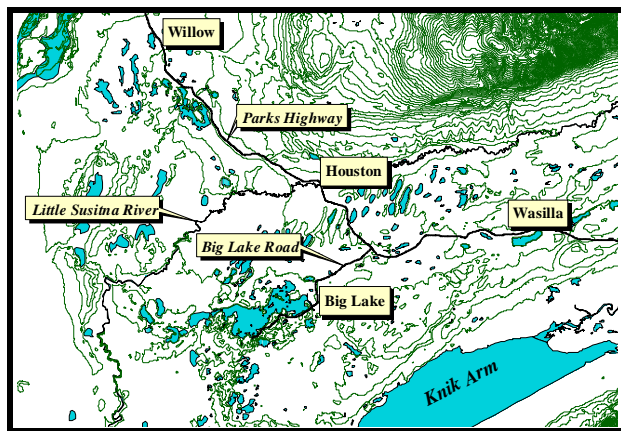 Willow
Parks Highway
Houston
Little Susitna River
Wasilla
Big Lake Road
Big Lake
Knik Arm